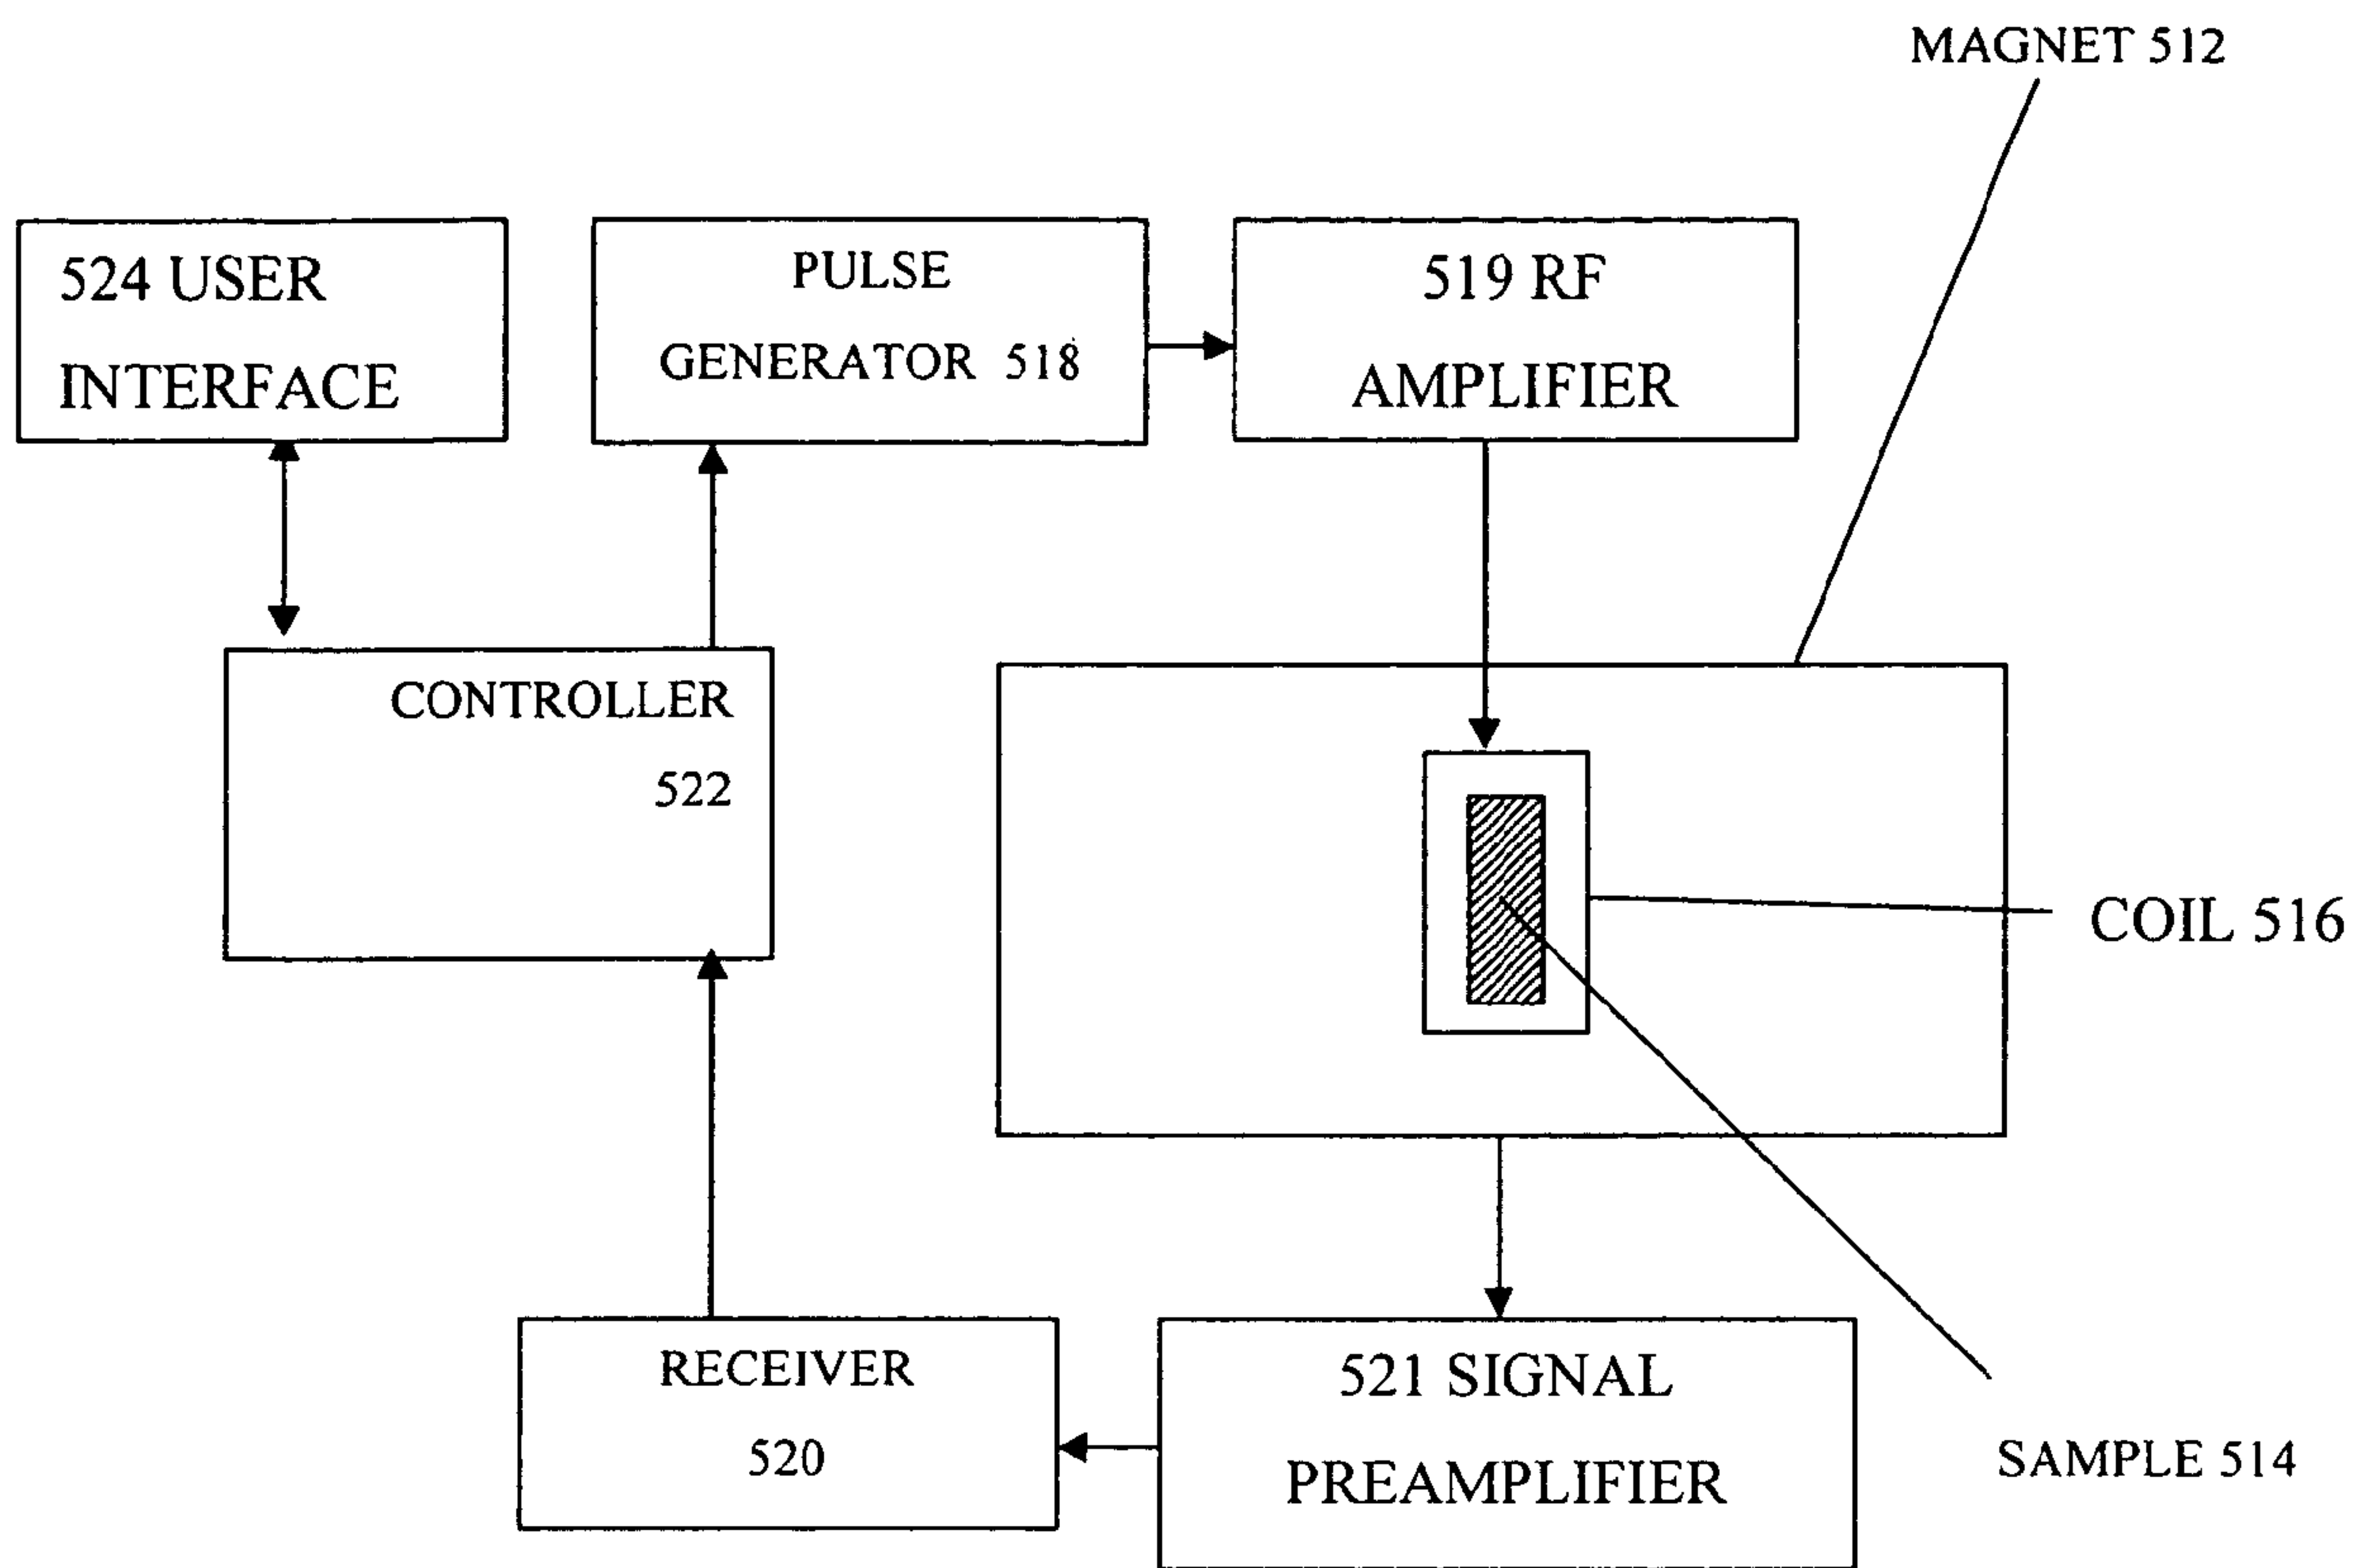 MAGNET 512
524 USER
INTERFACE
PULSE
GENERATOR 518
519 RF
AMPLIFIER
CONTROLLER
522
COIL 516
RECEIVER
520
521 SIGNAL
PREAMPLIFIER
SAMPLE 514